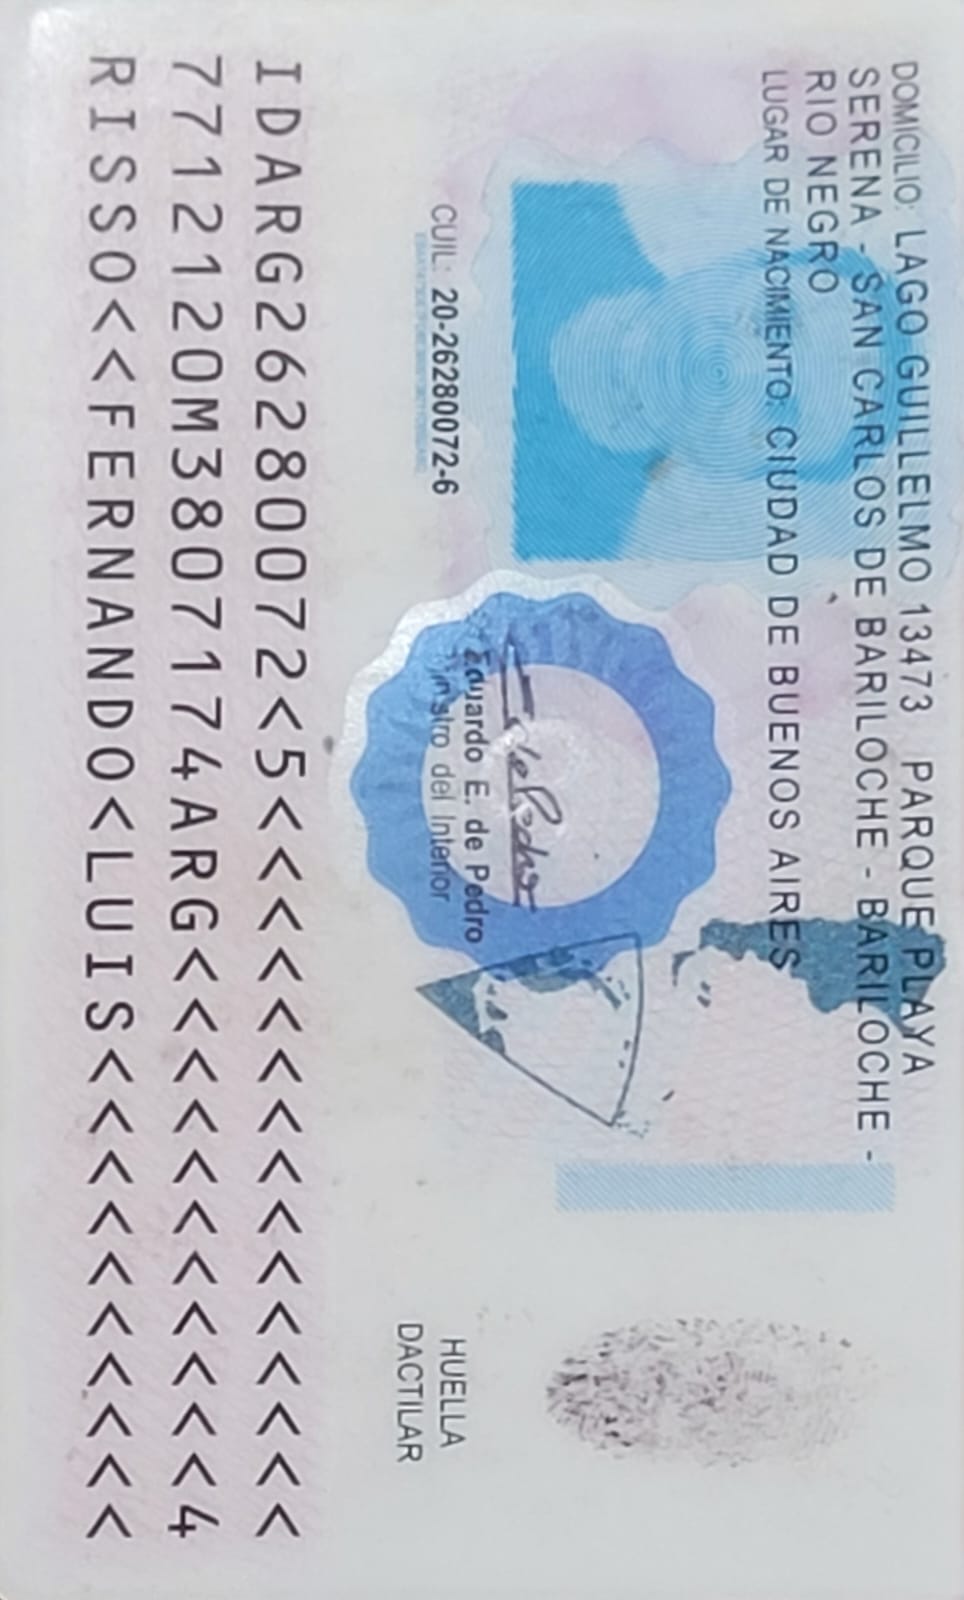 DOMICILIO: LAGO GUILLELMO 13473 PARQUE PLAYA
SERENA - SAN CARLOS DE BARILOCHE - BARILOCHE -
RIO NEGRO
LUGAR DE NACIMIENTO: CIUDAD DE BUENOS AIRES
CUIL: 20-26280072-6
Eduardo E. de Pedro
Ministro del Interior
HUELLA
DACTILAR
IDARG26280072<5<<<<<<<<<<<<<<<
7712120M3807174ARG<<<<<<<<<<<4
RISSO<<FERNANDO<LUIS<<<<<<<<<<